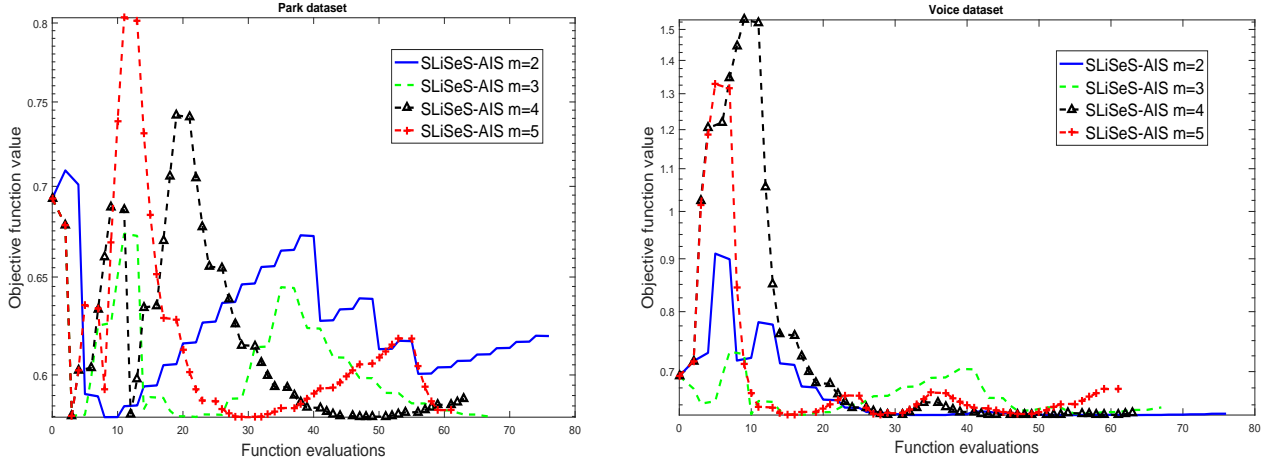 Park dataset
0.8
0.75
0.7
0.65
0.6
Objective function value
SLiSeS-AIS m=2
SLiSeS-AIS m=3
SLiSeS-AIS m=4
SLiSeS-AIS m=5
0 10 20 30 40 50 60 70 80
Function evaluations
Voice dataset
1.5
1.4
1.3
1.2
1.1
1
0.9
0.8
0.7
Objective function value
SLiSeS-AIS m=2
SLiSeS-AIS m=3
SLiSeS-AIS m=4
SLiSeS-AIS m=5
0 10 20 30 40 50 60 70 80
Function evaluations